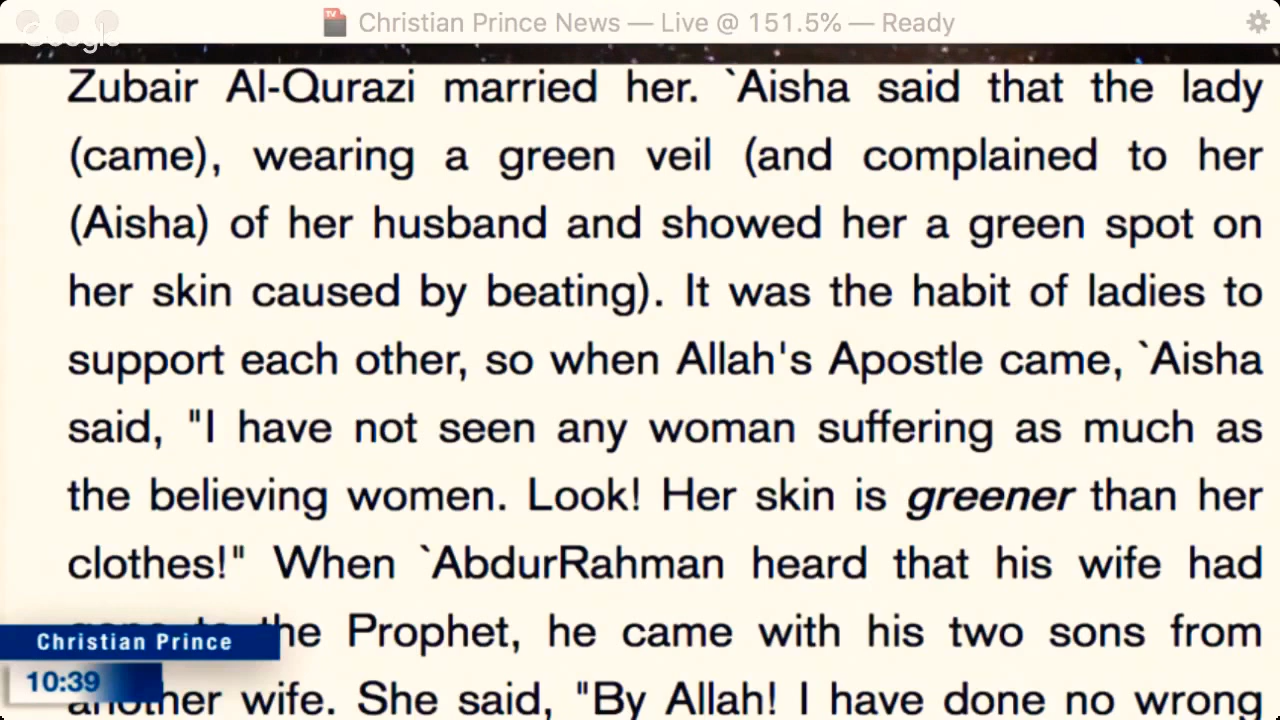 Christian Prince News — Live @ 151.5% — Ready
Google
Zubair Al-Qurazi married her. `Aisha said that the lady
(came), wearing a green veil (and complained to her
(Aisha) of her husband and showed her a green spot on
her skin caused by beating). It was the habit of ladies to
support each other, so when Allah's Apostle came, `Aisha
said, "I have not seen any woman suffering as much as
the believing women. Look! Her skin is greener than her
clothes!" When `AbdurRahman heard that his wife had
the Prophet, he came with his two sons from
Christian Prince
10:39
another wife. She said, "By Allah! I have done no wrong